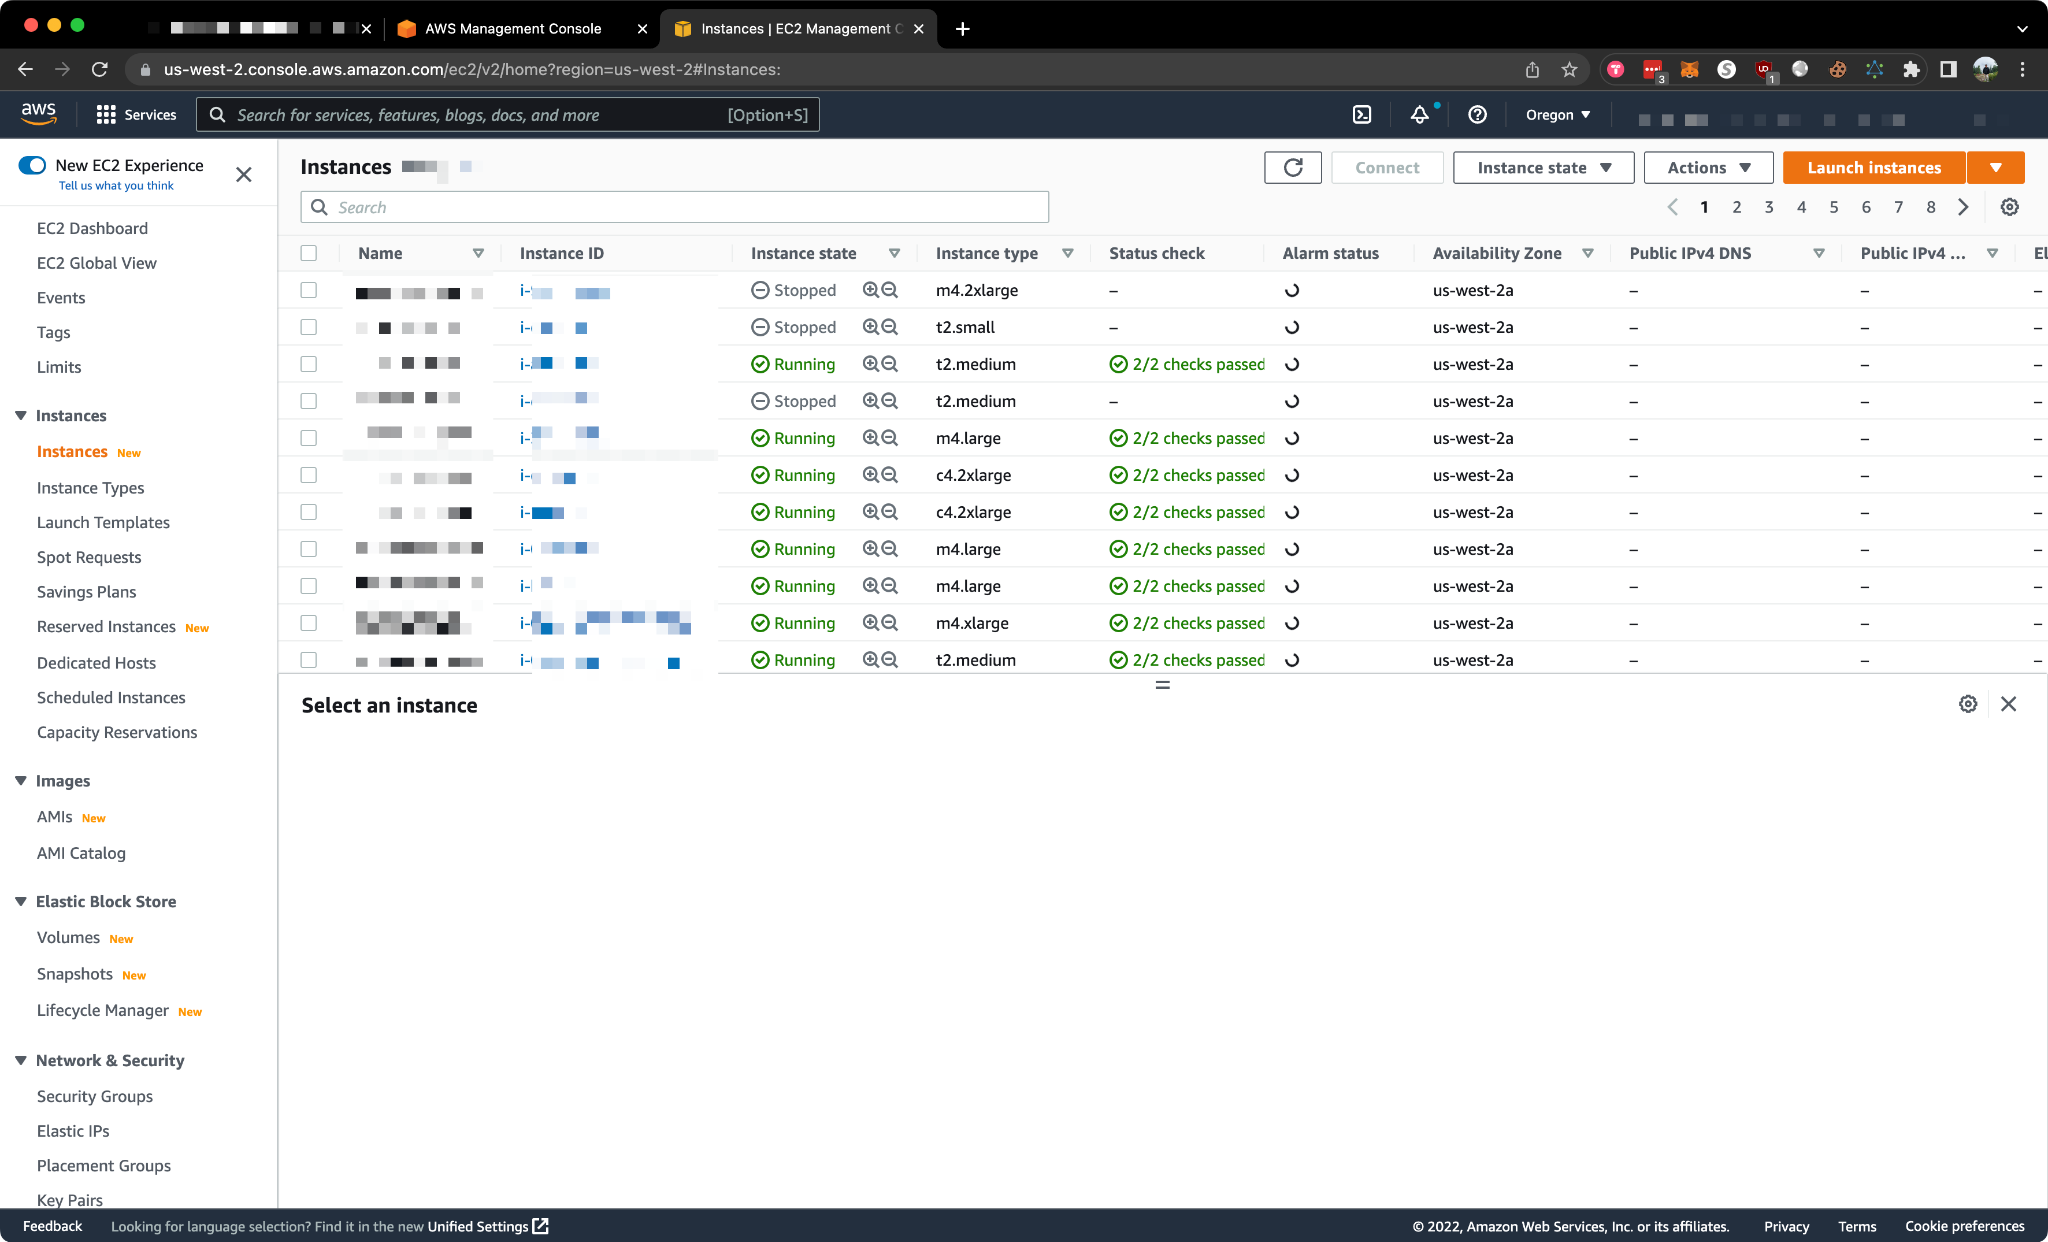 AWS Management Console
Instances | EC2 Management C
us-west-2.console.aws.amazon.com/ec2/v2/home?region=us-west-2#Instances:
3
1
aws
Services
Search for services, features, blogs, docs, and more
[Option+S]
Oregon
New EC2 Experience
Tell us what you think
EC2 Dashboard
EC2 Global View
Events
Tags
Limits
Instances
Instances New
Instance Types
Launch Templates
Spot Requests
Savings Plans
Reserved Instances New
Dedicated Hosts
Scheduled Instances
Capacity Reservations
Images
AMIs New
AMI Catalog
Elastic Block Store
Volumes New
Snapshots New
Lifecycle Manager New
Network & Security
Security Groups
Elastic IPs
Placement Groups
Key Pairs
Instances
Connect
Instance state
Actions
Launch instances
Search
1 2 3 4 5 6 7 8
Name Instance ID Instance state Instance type Status check Alarm status Availability Zone Public IPv4 DNS Public IPv4 ... El
i- Stopped m4.2xlarge – us-west-2a – – –
i- Stopped t2.small – us-west-2a – – –
i- Running t2.medium 2/2 checks passed us-west-2a – – –
i- Stopped t2.medium – us-west-2a – – –
i- Running m4.large 2/2 checks passed us-west-2a – – –
i- Running c4.2xlarge 2/2 checks passed us-west-2a – – –
i- Running c4.2xlarge 2/2 checks passed us-west-2a – – –
i- Running m4.large 2/2 checks passed us-west-2a – – –
i- Running m4.large 2/2 checks passed us-west-2a – – –
i- Running m4.xlarge 2/2 checks passed us-west-2a – – –
i- Running t2.medium 2/2 checks passed us-west-2a – – –
Select an instance
Feedback
Looking for language selection? Find it in the new Unified Settings
© 2022, Amazon Web Services, Inc. or its affiliates.
Privacy
Terms
Cookie preferences